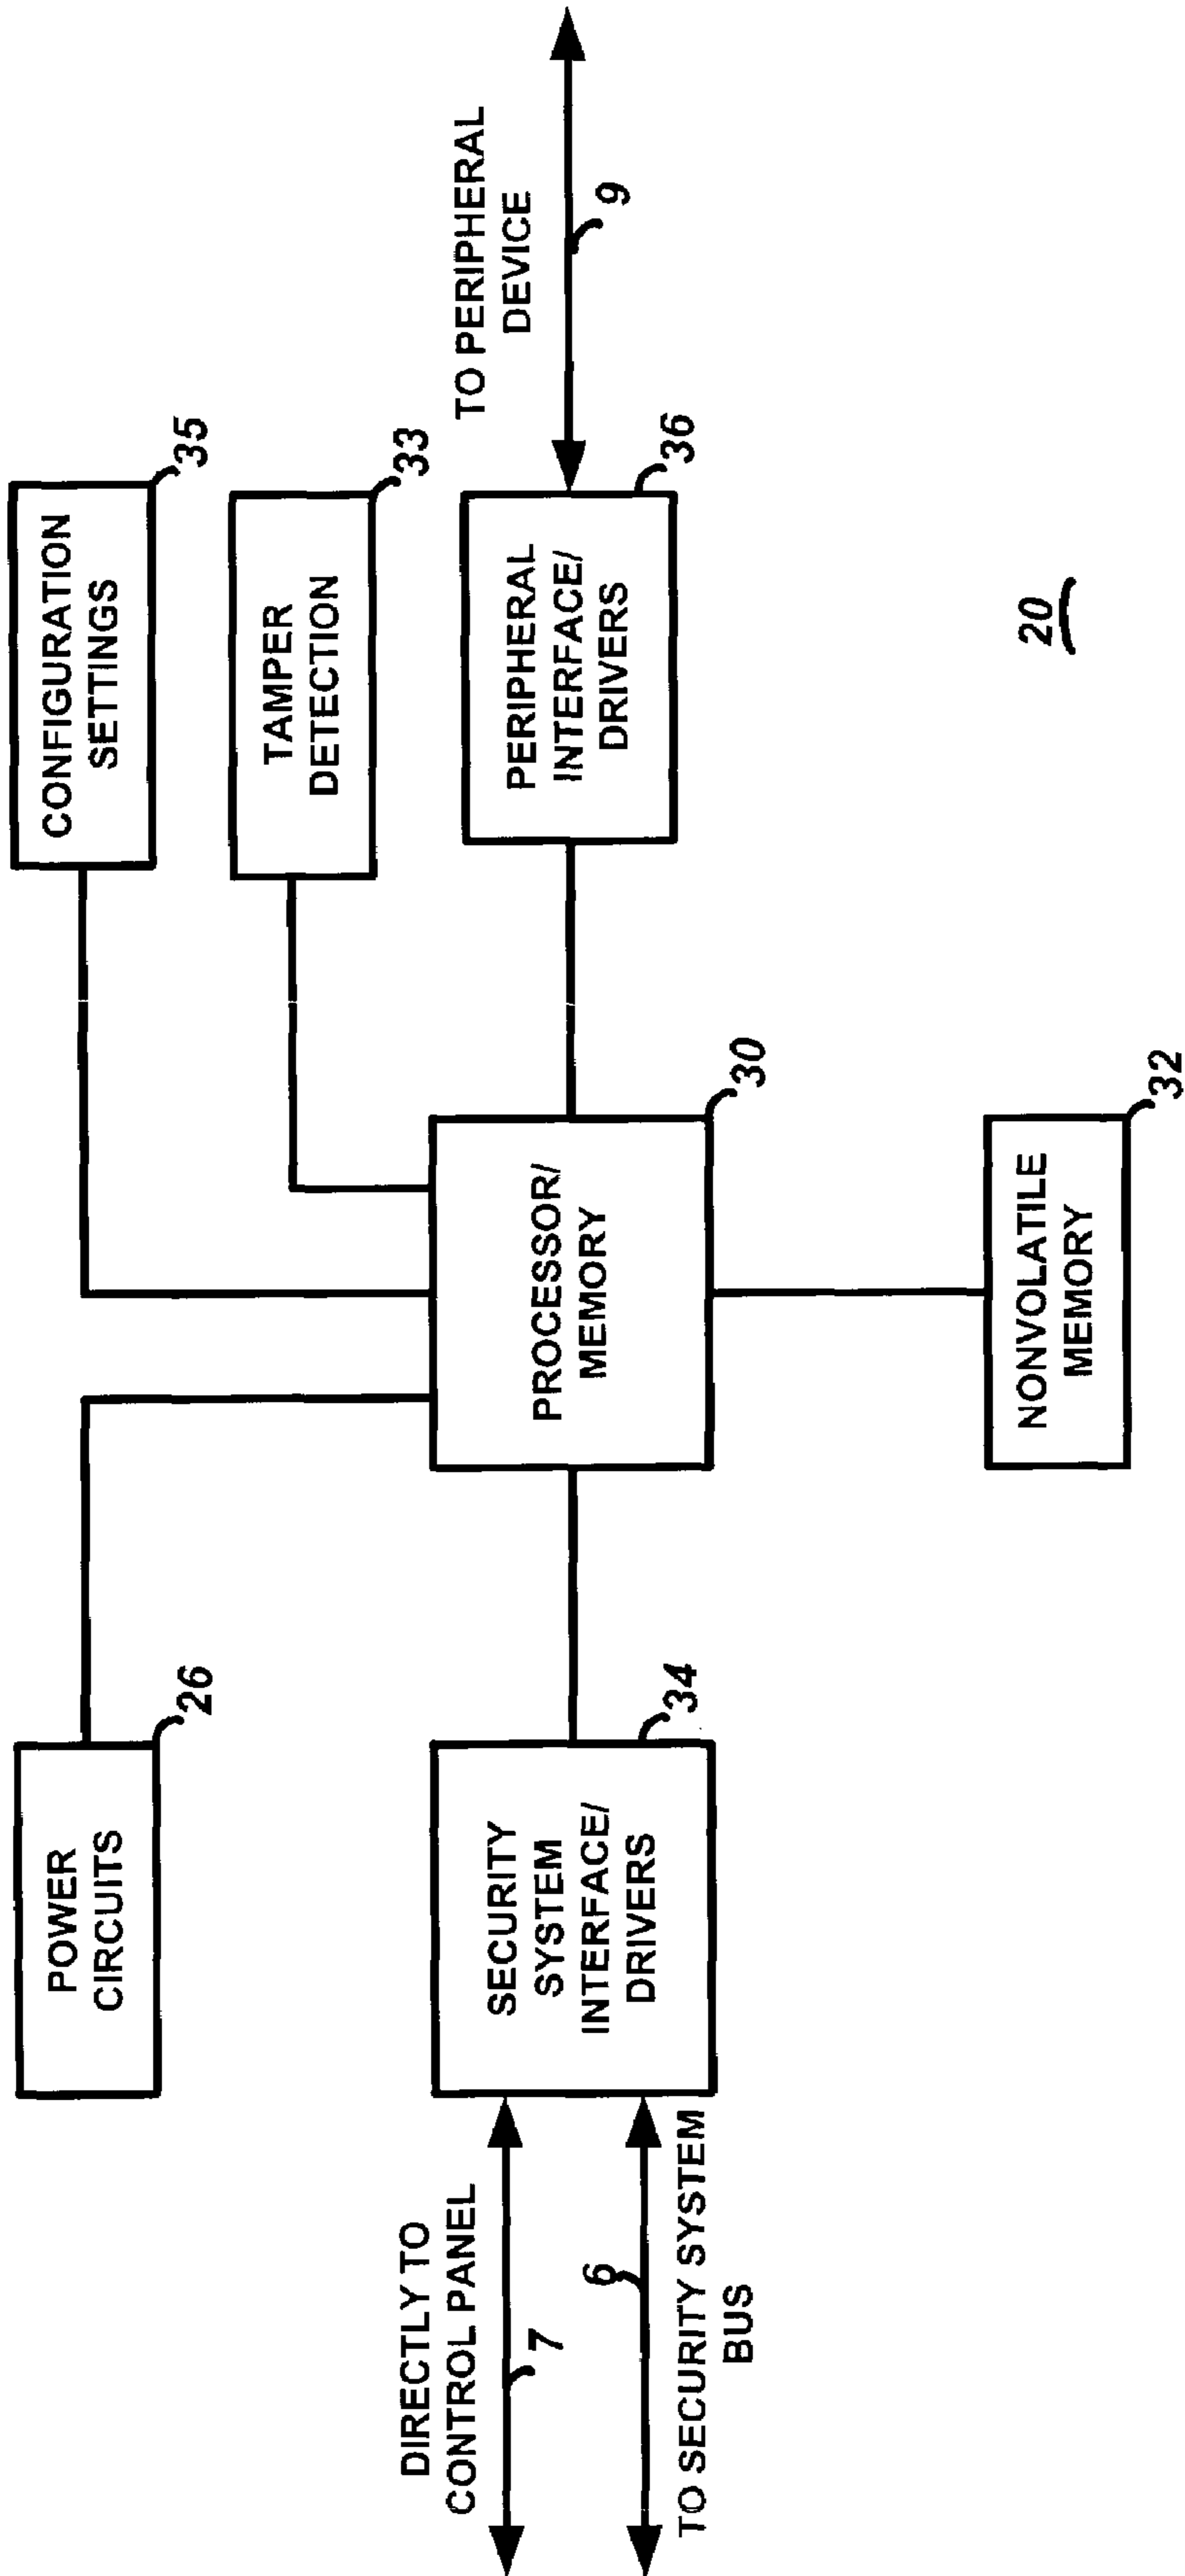 POWER
CIRCUITS
26
CONFIGURATION
SETTINGS
35
TAMPER
DETECTION
33
DIRECTLY TO
CONTROL PANEL
7
6
TO SECURITY SYSTEM
BUS
SECURITY
SYSTEM
INTERFACE/
DRIVERS
34
PROCESSOR/
MEMORY
30
PERIPHERAL
INTERFACE/
DRIVERS
36
TO PERIPHERAL
DEVICE
9
NONVOLATILE
MEMORY
32
20